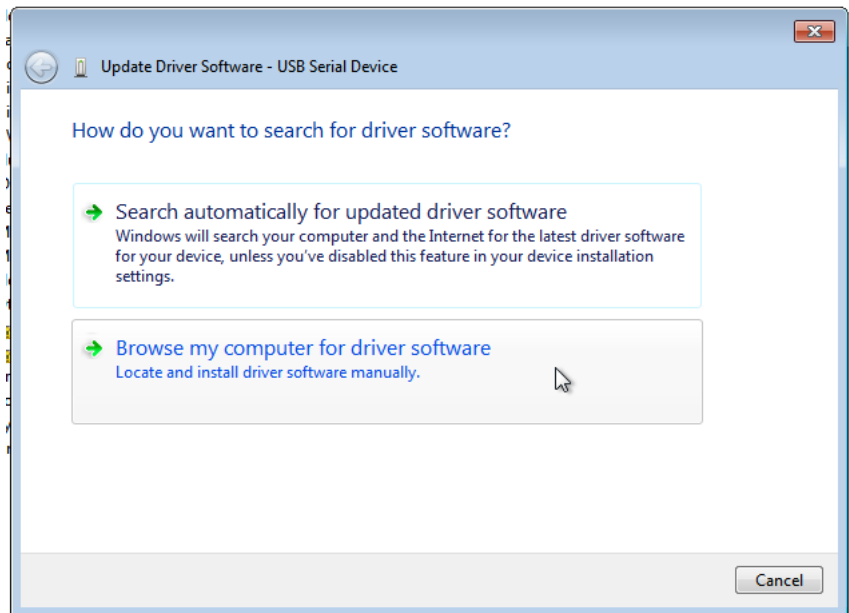 Update Driver Software - USB Serial Device
How do you want to search for driver software?
Search automatically for updated driver software
Windows will search your computer and the Internet for the latest driver software
for your device, unless you've disabled this feature in your device installation
settings.
Browse my computer for driver software
Locate and install driver software manually.
Cancel